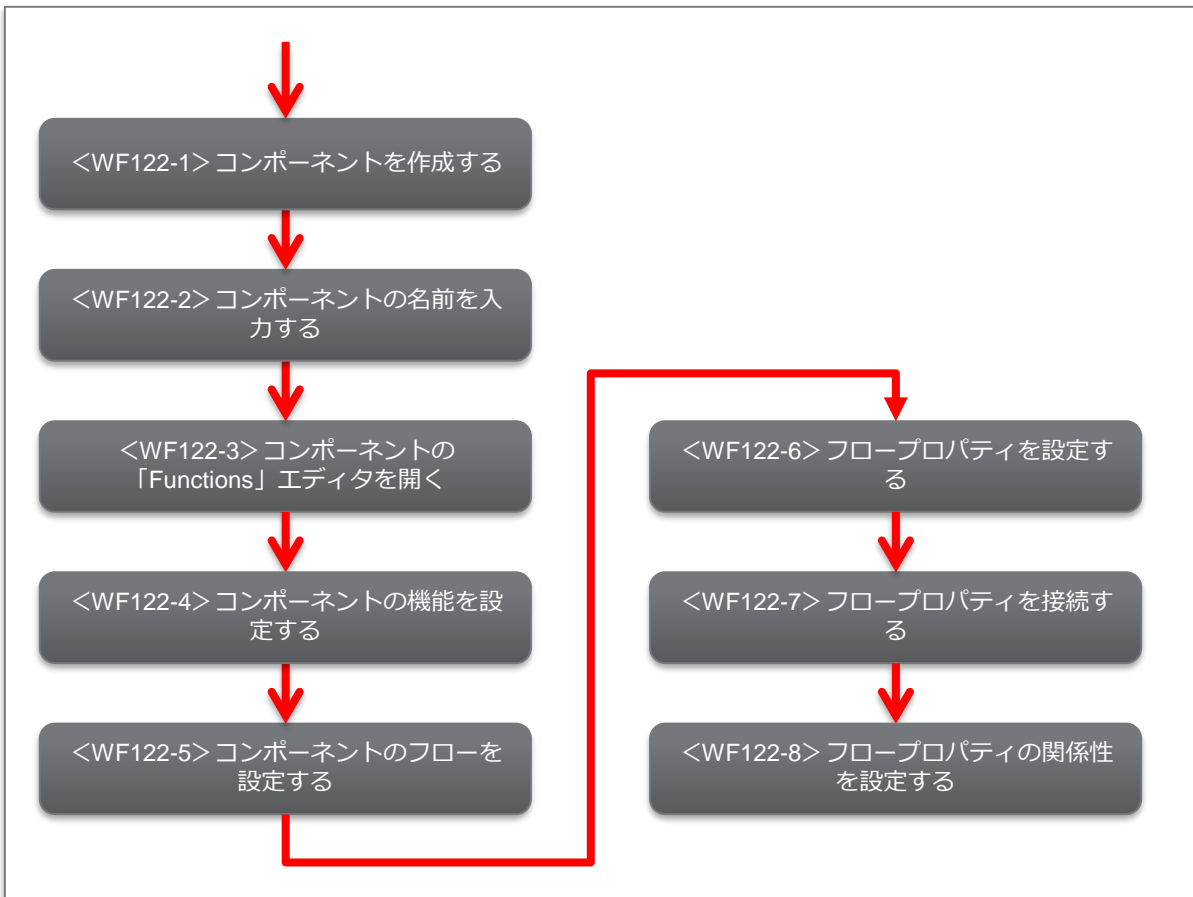 ＜WF122-1＞コンポーネントを作成する
＜WF122-2＞コンポーネントの名前を入
力する
＜WF122-3＞コンポーネントの
「Functions」エディタを開く
＜WF122-4＞コンポーネントの機能を設
定する
＜WF122-5＞コンポーネントのフローを
設定する
＜WF122-6＞フロープロパティを設定す
る
＜WF122-7＞フロープロパティを接続す
る
＜WF122-8＞フロープロパティの関係性
を設定する